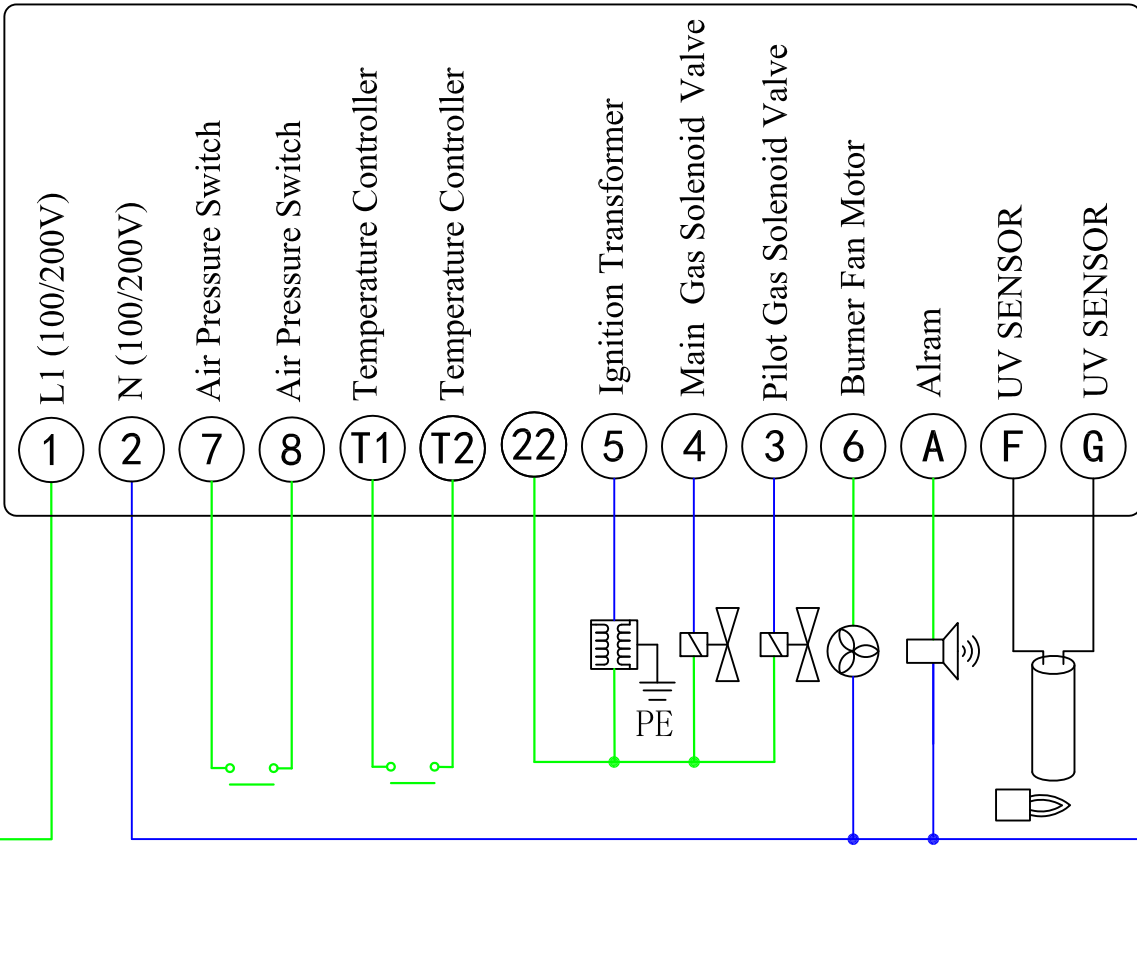 L1 (100/200V)
N (100/200V)
Air Pressure Switch
Air Pressure Switch
Temperature Controller
Temperature Controller
Ignition Transformer
Main Gas Solenoid Valve
Pilot Gas Solenoid Valve
Burner Fan Motor
Alram
UV SENSOR
UV SENSOR
1 2 7 8 T1 T2 22 5 4 3 6 A F G
PE